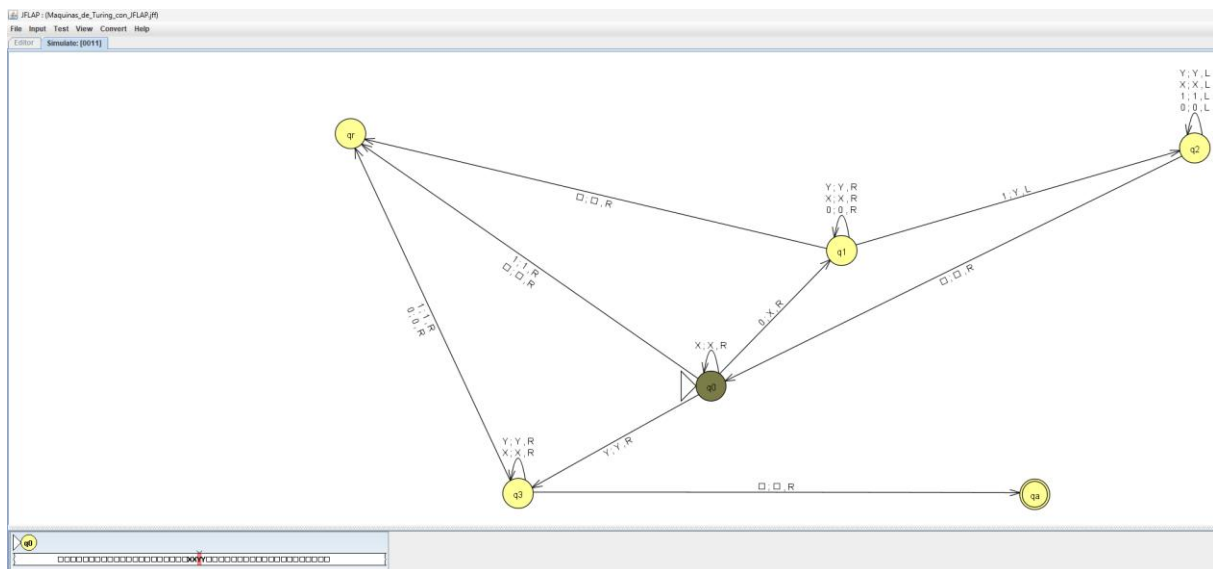 JFLAP : (Maquinas_de_Turing_con_JFLAP.jff)
File Input Test View Convert Help
Editor Simulate: [0011]
Y ; Y , L
X ; X , L
1 ; 1 , L
0 ; 0 , L
qr
q2
Y ; Y , R
X ; X , R
0 ; 0 , R
□ ; □ , R
1 ; Y , L
q1
1 ; 1 , R
□ ; □ , R
□ ; □ , R
1 ; 1 , R
0 ; 0 , R
0 ; X , R
X ; X , R
q0
Y ; Y , R
X ; X , R
Y ; Y , R
□ ; □ , R
q3
qa
q0
XXYY